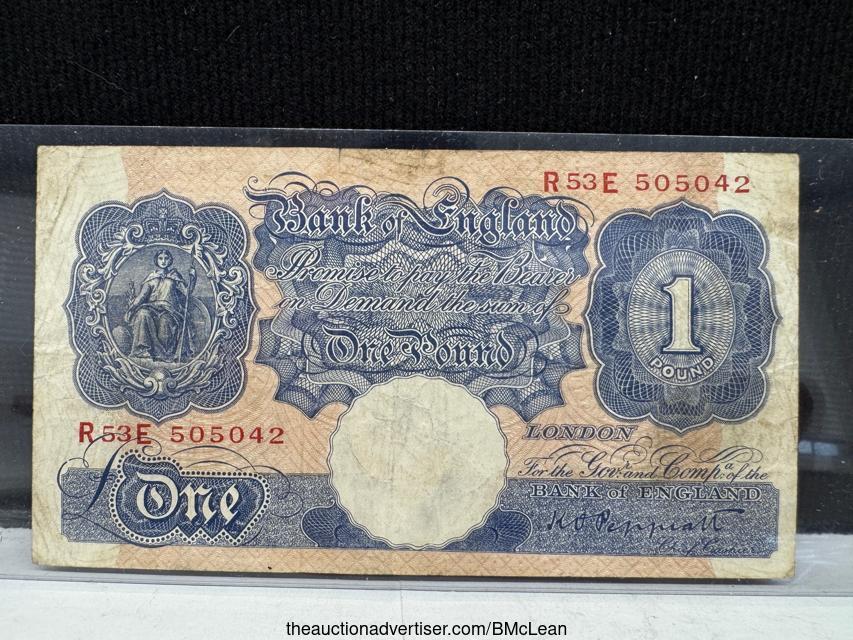 R53E 505042
Bank of England
Promise to pay the Bearer
on Demand the sum of
One Pound
1
POUND
R53E 505042
LONDON
For the Govr. and Compa. of the
BANK of ENGLAND
One
K O Peppiatt
Chief Cashier
theauctionadvertiser.com/BMcLean